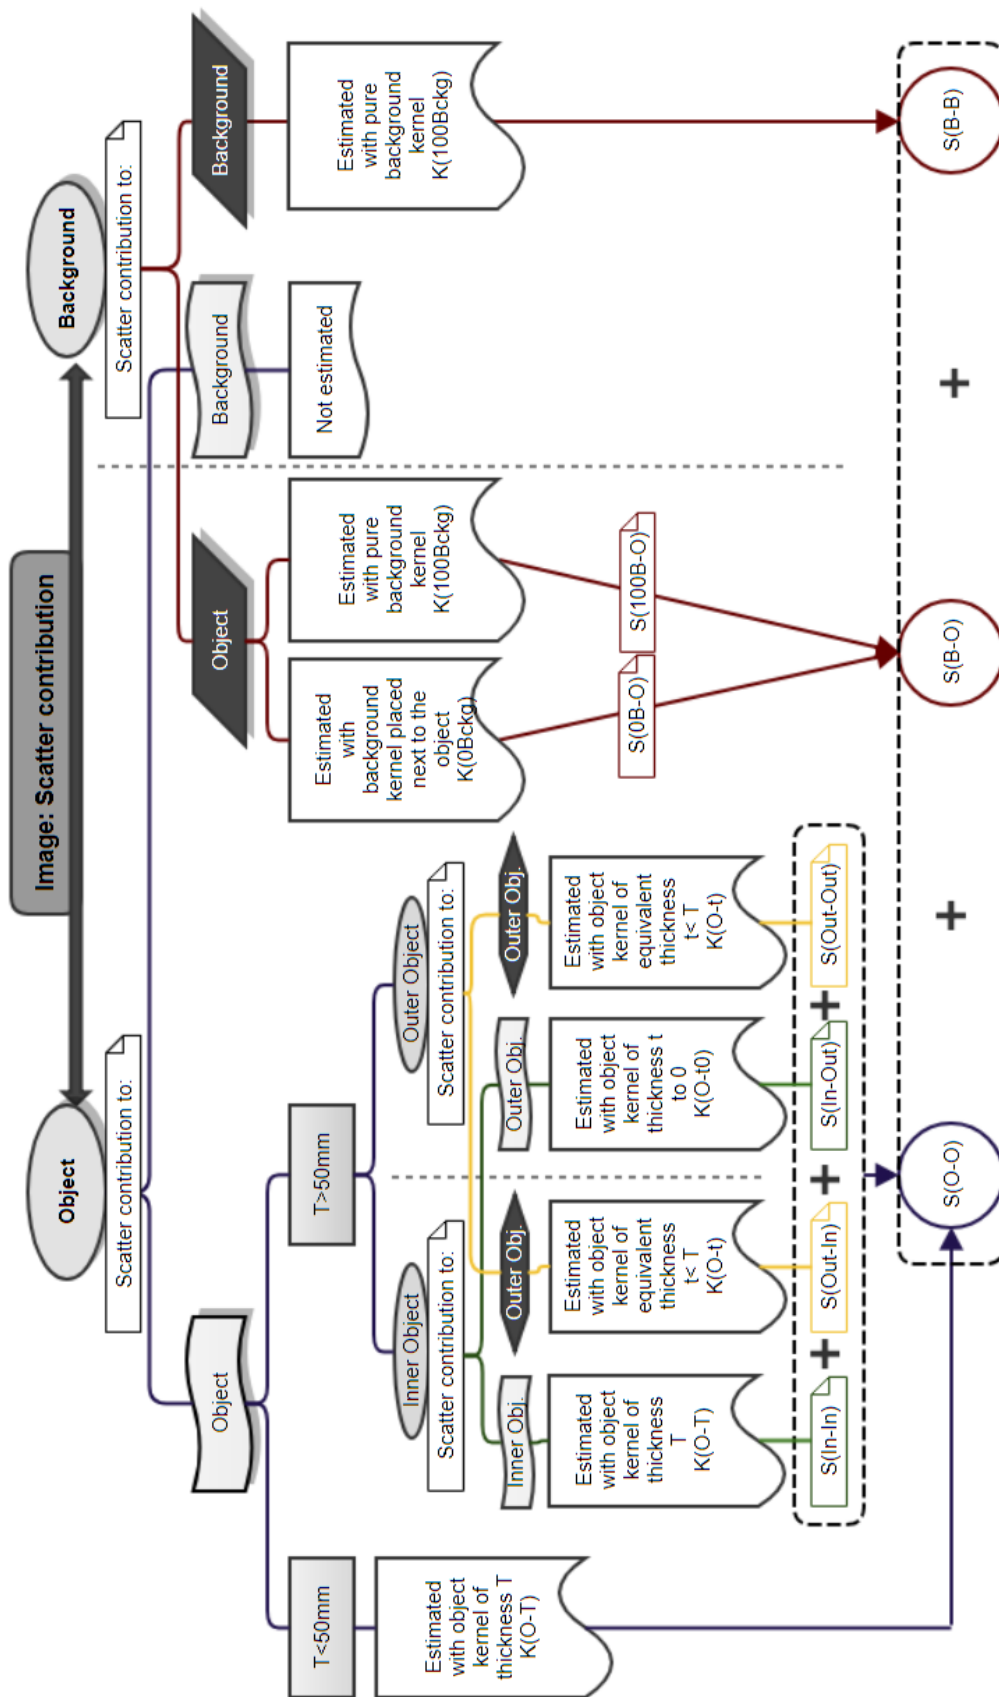 Image: Scatter contribution
Object
Background
Scatter contribution to:
Scatter contribution to:
Object
Object
Background
Background
T<50mm
T>50mm
Estimated
with
background
kernel placed
next to the
object
K(0Bckg)
Estimated
with pure
background
kernel
K(100Bckg)
Not estimated
Estimated
with pure
background
kernel
K(100Bckg)
Estimated
with object
kernel of
thickness T
K(O-T)
Inner Object
Outer Object
Scatter contribution to:
Scatter contribution to:
Inner Obj.
Outer Obj.
Outer Obj.
Outer Obj.
Estimated
with object
kernel of
thickness
T
K(O-T)
Estimated
with object
kernel of
equivalent
thickness
t< T
K(O-t)
Estimated
with object
kernel of
thickness t
to 0
K(O-t0)
Estimated
with object
kernel of
equivalent
thickness
t< T
K(O-t)
S(0B-O)
S(100B-O)
S(In-In)
+
S(Out-In)
+
S(In-Out)
+
S(Out-Out)
S(O-O)
+
S(B-O)
+
S(B-B)